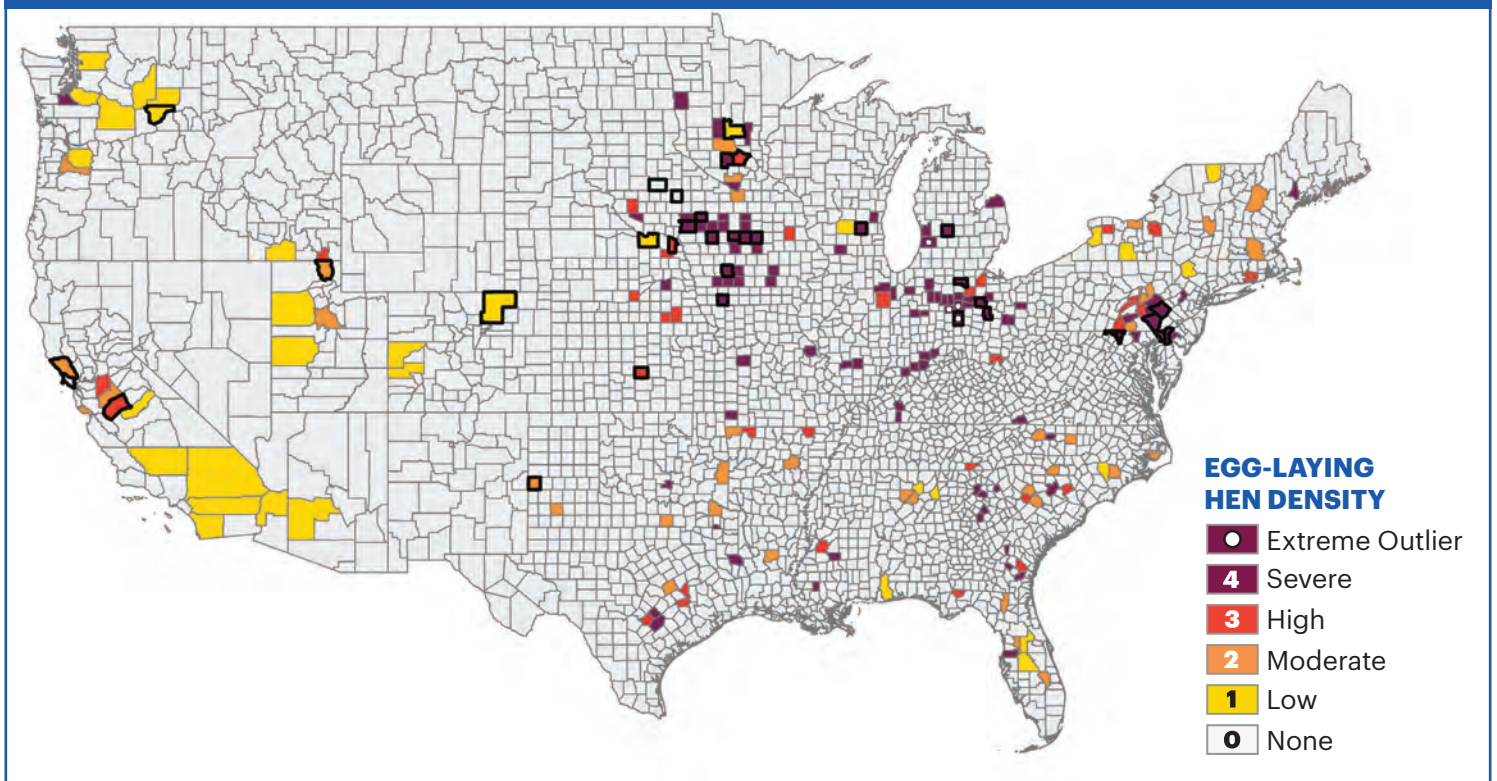 EGG-LAYING
HEN DENSITY
Extreme Outlier
4 Severe
3 High
2 Moderate
1 Low
0 None